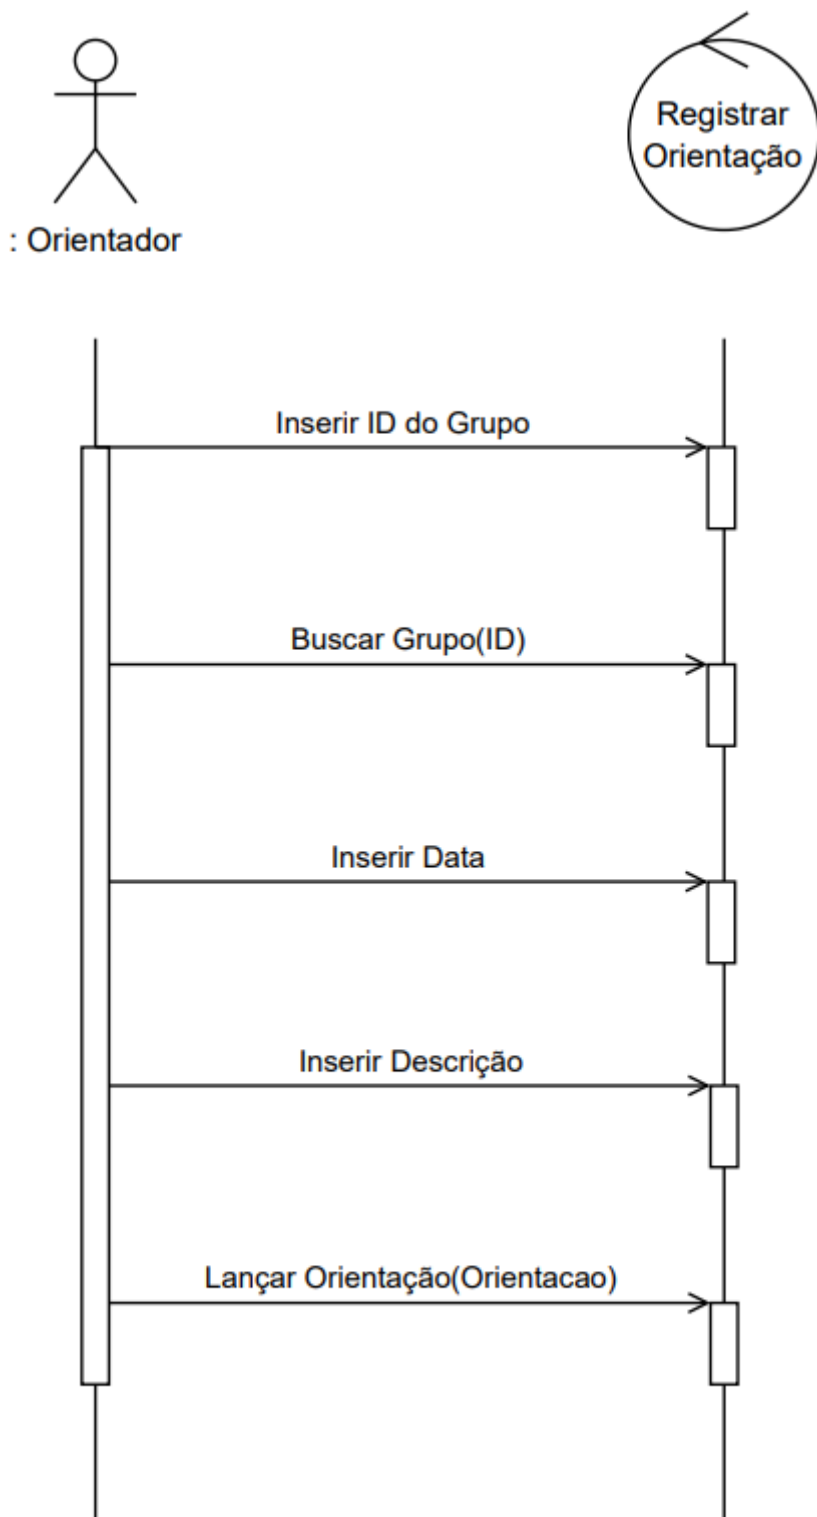 Registrar
Orientação
: Orientador
Inserir ID do Grupo
Buscar Grupo(ID)
Inserir Data
Inserir Descrição
Lançar Orientação(Orientacao)